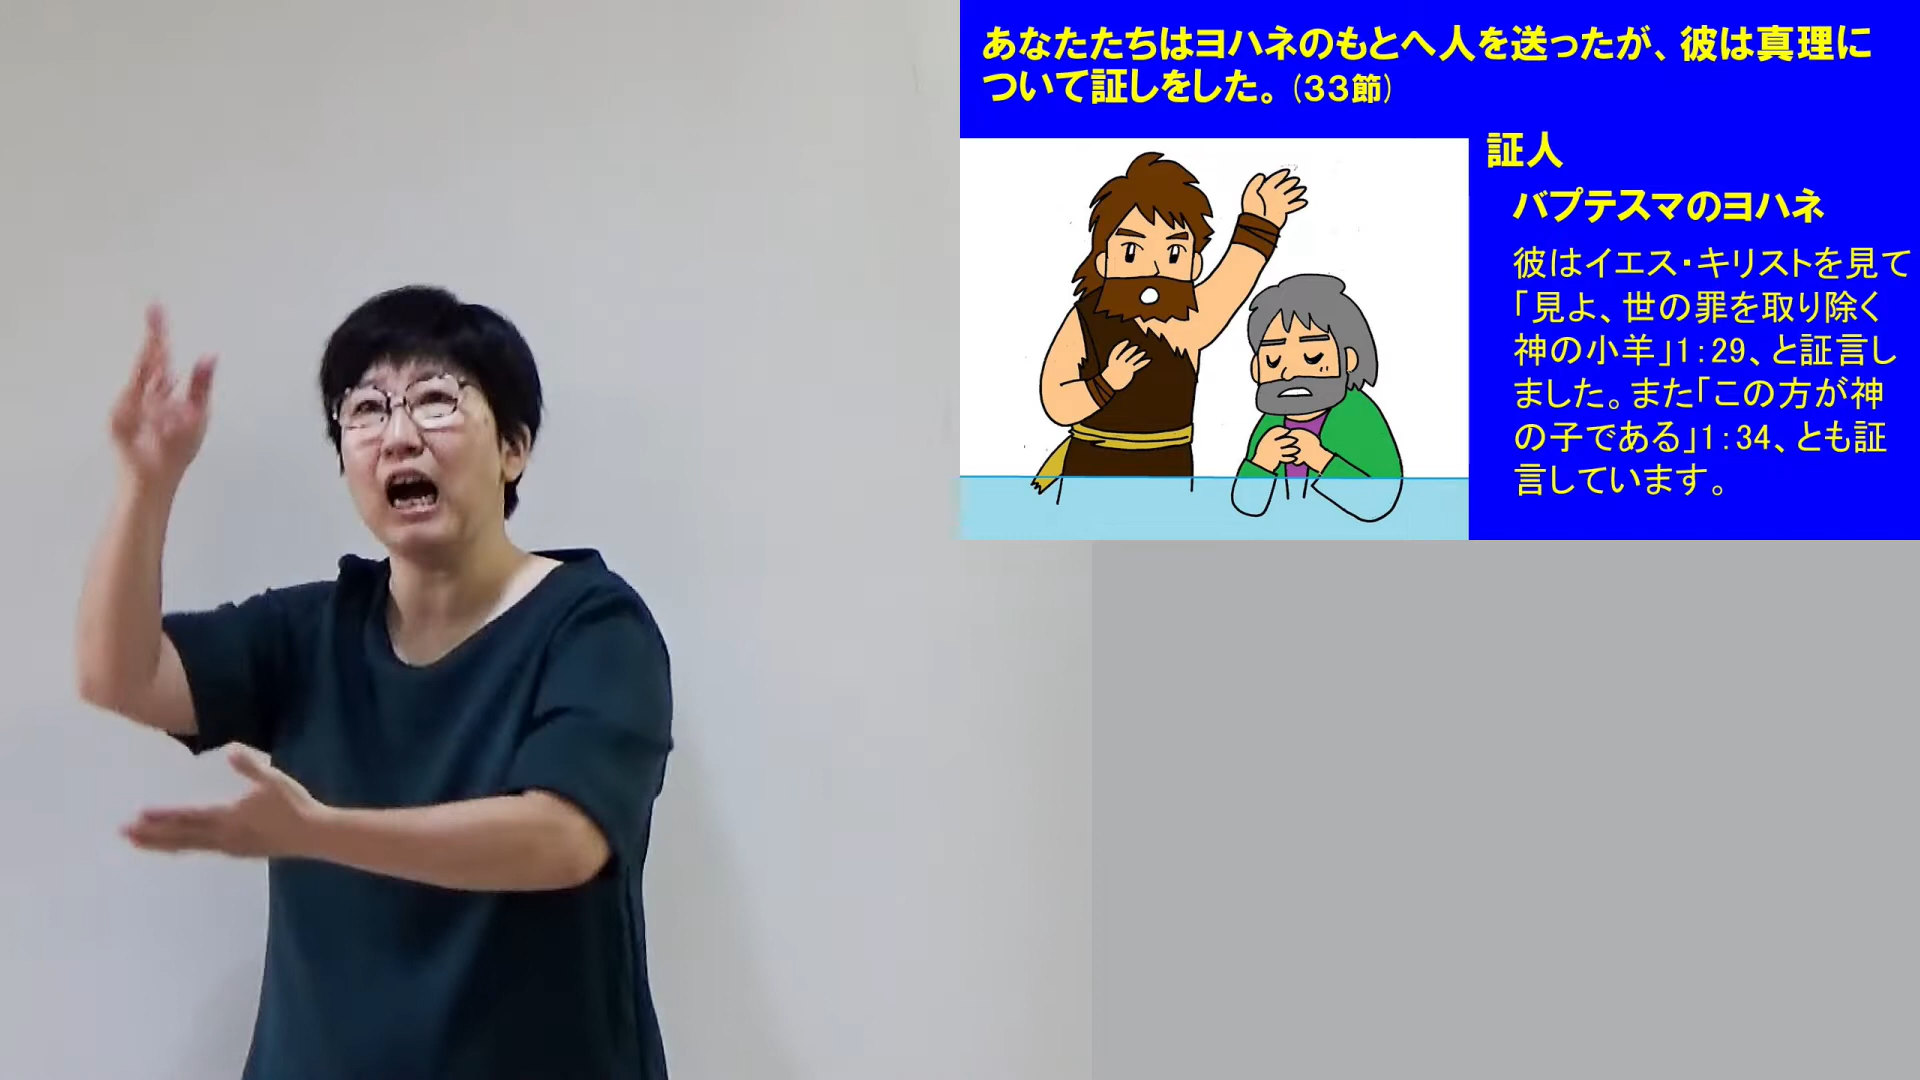 あなたたちはヨハネのもとへ人を送ったが、彼は真理に
ついて証しをした。(33節)
証人
バプテスマのヨハネ
彼はイエス・キリストを見て
「見よ、世の罪を取り除く
神の小羊」1:29、と証言し
ました。また「この方が神
の子である」1:34、とも証
言しています。